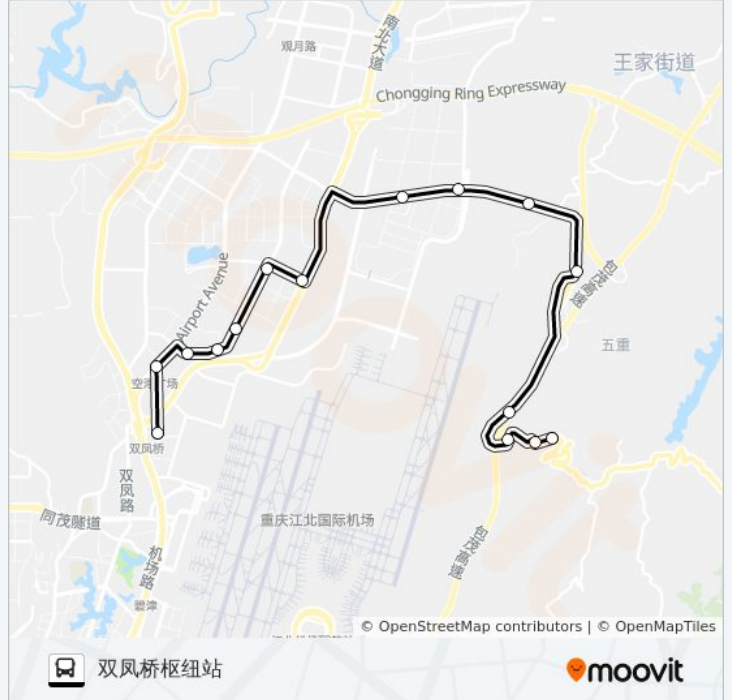 南北大道
观月路
王家街道
Chongqing Ring Expressway
包茂高速
Airport Avenue
五重
空港广场
双凤桥
双凤路
同茂隧道
重庆江北国际机场
包茂高速
机场路
碧津
© OpenStreetMap contributors | © OpenMapTiles
双凤桥枢纽站
moovit